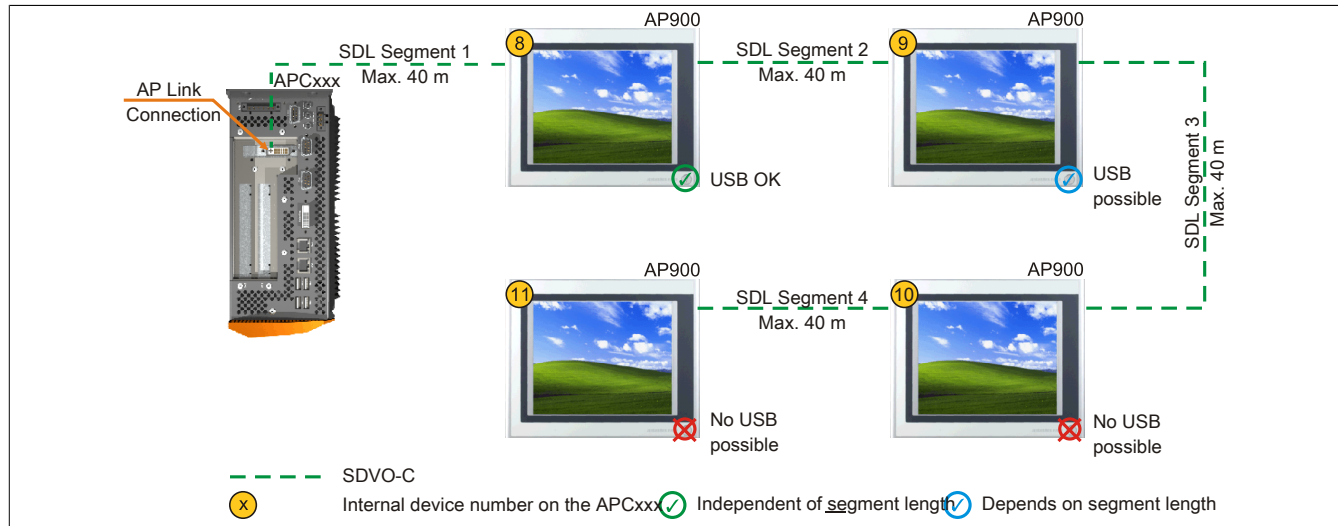 AP900
AP900
8
SDL Segment 1
Max. 40 m
SDL Segment 2
Max. 40 m
9
APCxxx
AP Link
Connection
USB OK
USB
possible
SDL Segment 3
Max. 40 m
AP900
AP900
11
SDL Segment 4
Max. 40 m
10
No USB
possible
No USB
possible
SDVO-C
x
Internal device number on the APCxxx
Independent of segment length
Depends on segment length